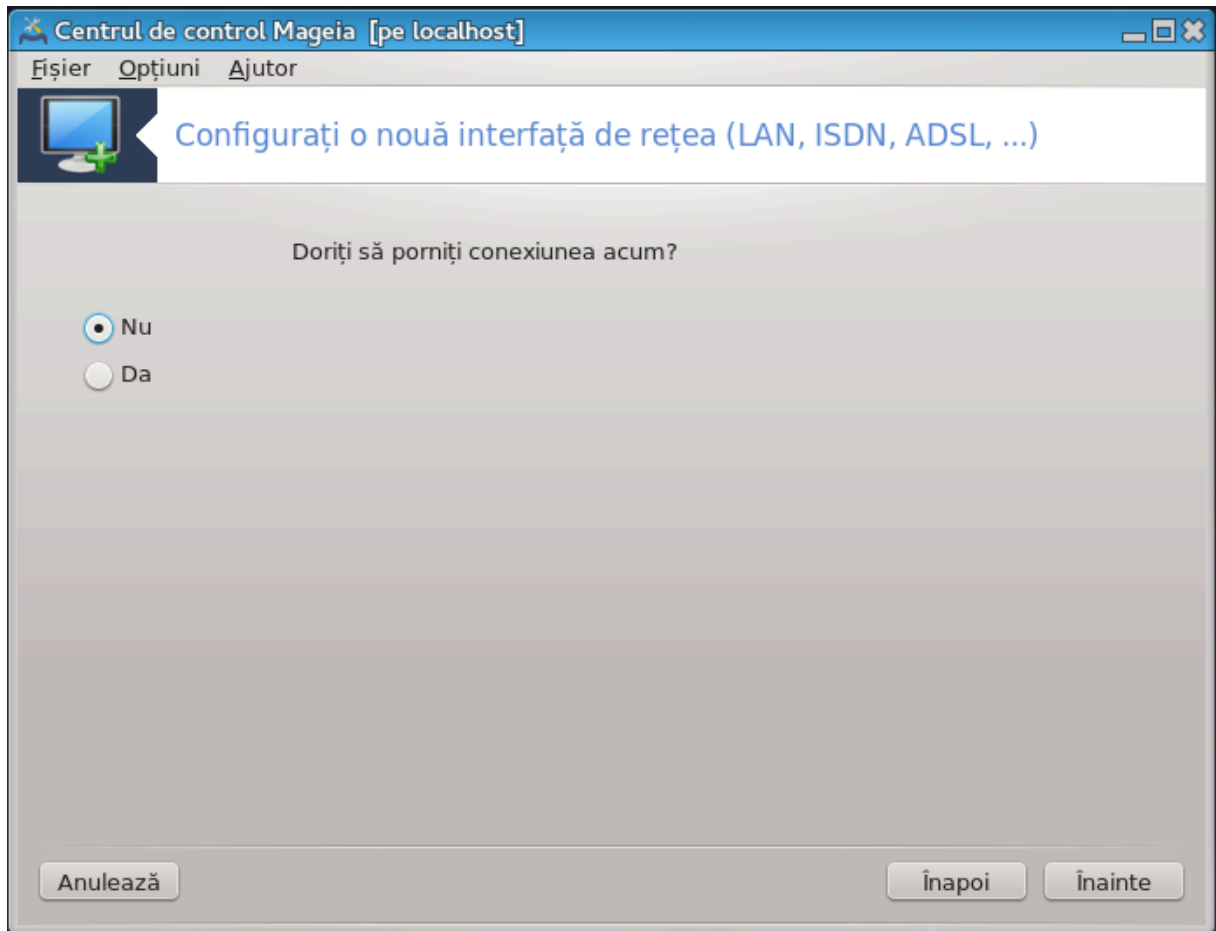 Centrul de control Mageia [pe localhost]
Fișier Opțiuni Ajutor
Configurați o nouă interfață de rețea (LAN, ISDN, ADSL, ...)
Doriți să porniți conexiunea acum?
Nu
Da
Anulează Înapoi Înainte